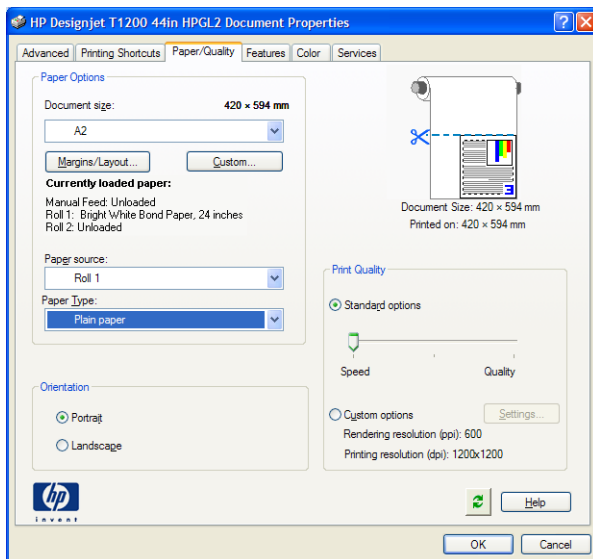 HP Designjet T1200 44in HPGL2 Document Properties
Advanced Printing Shortcuts Paper/Quality Features Color Services
Paper Options
Document size: 420 × 594 mm
A2
Margins/Layout... Custom...
Currently loaded paper:
Manual Feed: Unloaded
Roll 1: Bright White Bond Paper, 24 inches
Roll 2: Unloaded
Paper source:
Roll 1
Paper Type:
Plain paper
Orientation
Portrait
Landscape
hp
invent
3
Document Size: 420 × 594 mm
Printed on: 420 × 594 mm
Print Quality
Standard options
Speed Quality
Custom options Settings...
Rendering resolution (ppi): 600
Printing resolution (dpi): 1200x1200
Help
OK Cancel